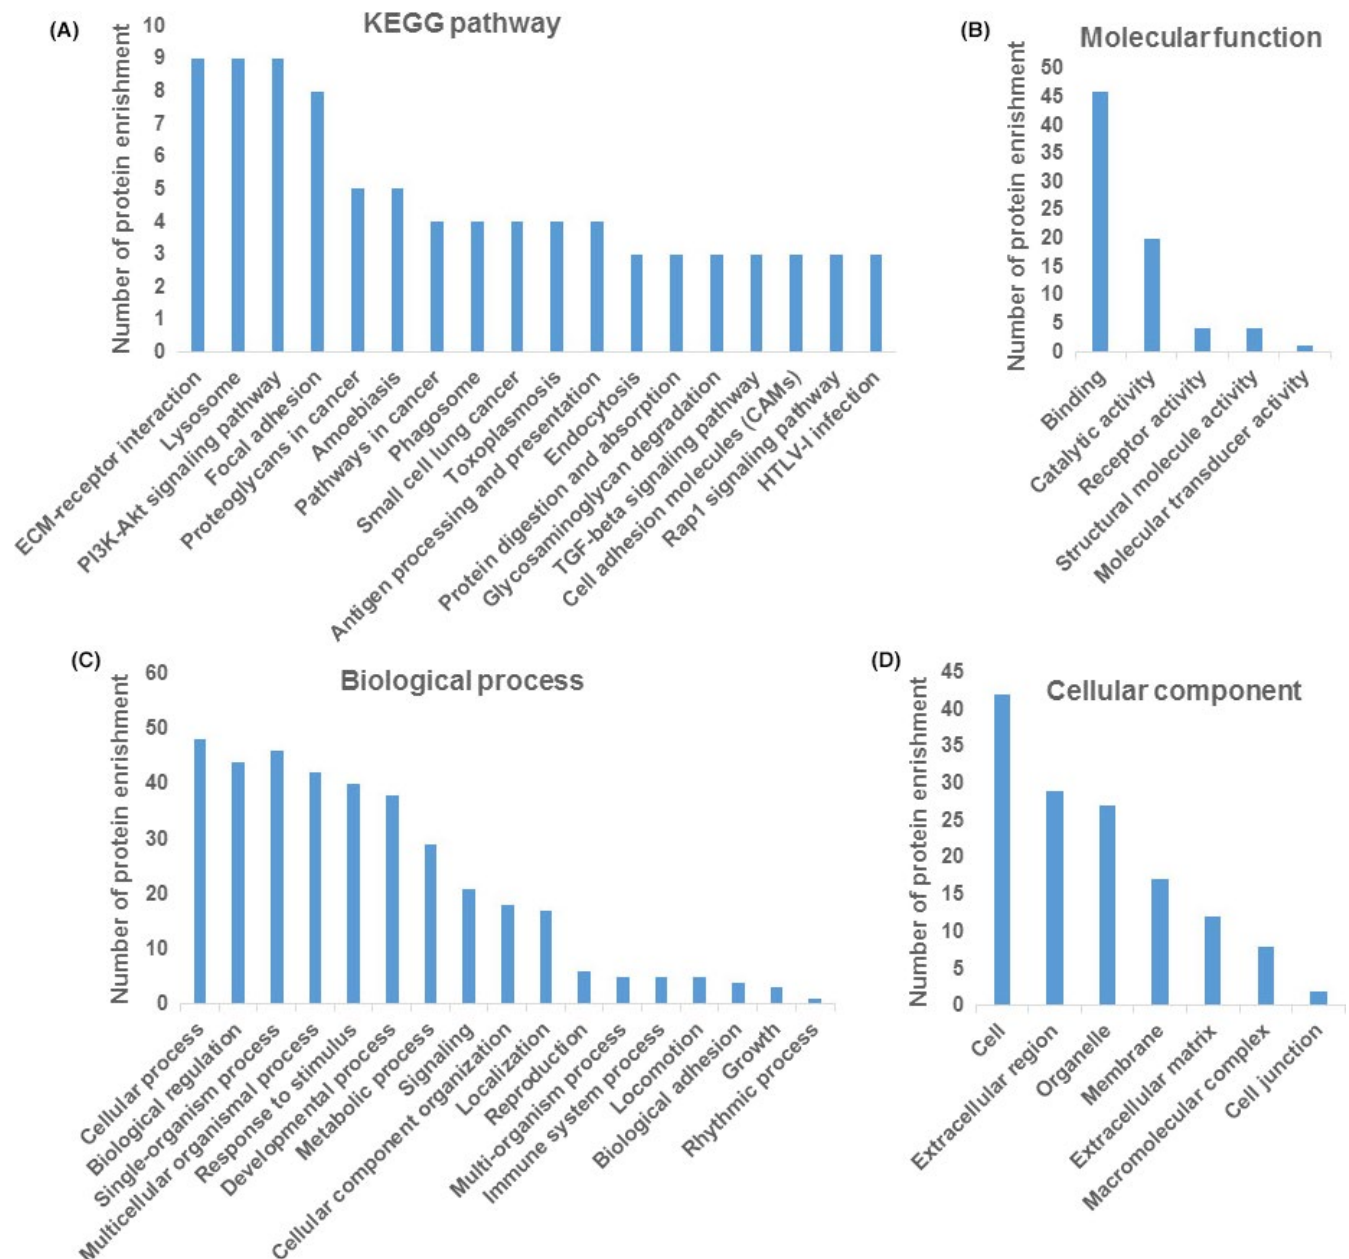 (A)
KEGG pathway
Number of protein enrishment
10
9
8
7
6
5
4
3
2
1
0
ECM-receptor interaction
Lysosome
PI3K-Akt signaling pathway
Focal adhesion
Proteoglycans in cancer
Amoebiasis
Pathways in cancer
Phagosome
Small cell lung cancer
Toxoplasmosis
Antigen processing and presentation
Endocytosis
Protein digestion and absorption
Glycosaminoglycan degradation
TGF-beta signaling pathway
Cell adhesion molecules (CAMs)
Rap1 signaling pathway
HTLV-I infection
(B)
Molecular function
Number of protein enrishment
50
45
40
35
30
25
20
15
10
5
0
Binding
Catalytic activity
Receptor activity
Structural molecule activity
Molecular transducer activity
(C)
Biological process
Number of protein enrishment
60
50
40
30
20
10
0
Cellular process
Biological regulation
Single-organism process
Multicellular organismal process
Response to stimulus
Developmental process
Metabolic process
Signaling
Cellular component organization
Localization
Reproduction
Multi-organism process
Immune system process
Locomotion
Biological adhesion
Growth
Rhythmic process
(D)
Cellular component
Number of protein enrishment
45
40
35
30
25
20
15
10
5
0
Cell
Extracellular region
Organelle
Membrane
Extracellular matrix
Macromolecular complex
Cell junction